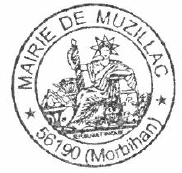 MAIRIE DE MUZILLAC
56190 (Morbihan)